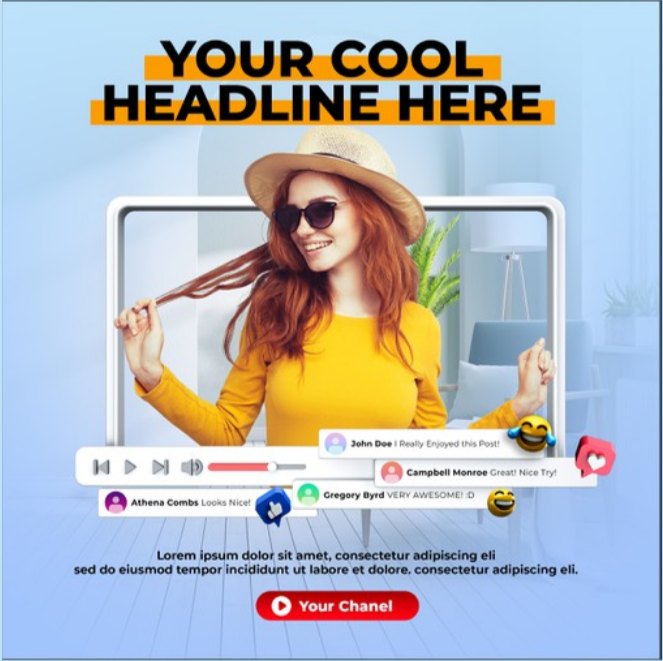 YOUR COOL
HEADLINE HERE
John Doe I Really Enjoyed this Post!
Campbell Monroe Great! Nice Try!
Gregory Byrd VERY AWESOME! :D
Athena Combs Looks Nice!
Lorem ipsum dolor sit amet, consectetur adipiscing eli
sed do eiusmod tempor incididunt ut labore et dolore. consectetur adipiscing eli.
Your Chanel